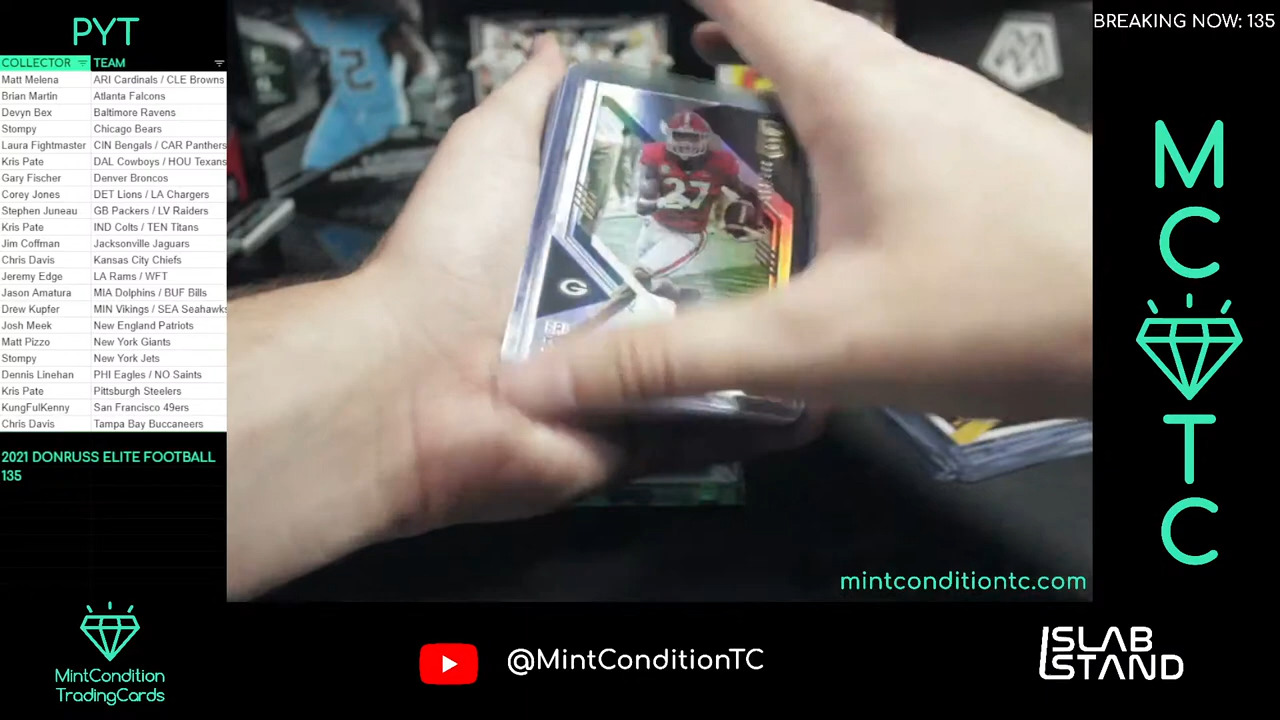 PYT
COLLECTOR TEAM
Matt Melena ARI Cardinals / CLE Browns
Brian Martin Atlanta Falcons
Devyn Bex Baltimore Ravens
Stompy Chicago Bears
Laura Fightmaster CIN Bengals / CAR Panthers
Kris Pate DAL Cowboys / HOU Texans
Gary Fischer Denver Broncos
Corey Jones DET Lions / LA Chargers
Stephen Juneau GB Packers / LV Raiders
Kris Pate IND Colts / TEN Titans
Jim Coffman Jacksonville Jaguars
Chris Davis Kansas City Chiefs
Jeremy Edge LA Rams / WFT
Jason Amatura MIA Dolphins / BUF Bills
Drew Kupfer MIN Vikings / SEA Seahawks
Josh Meek New England Patriots
Matt Pizzo New York Giants
Stompy New York Jets
Dennis Linehan PHI Eagles / NO Saints
Kris Pate Pittsburgh Steelers
KungFulKenny San Francisco 49ers
Chris Davis Tampa Bay Buccaneers
2021 DONRUSS ELITE FOOTBALL
135
MintCondition
TradingCards
27
G
mintconditiontc.com
@MintConditionTC
BREAKING NOW: 135
M
C
T
C
SLAB
STAND